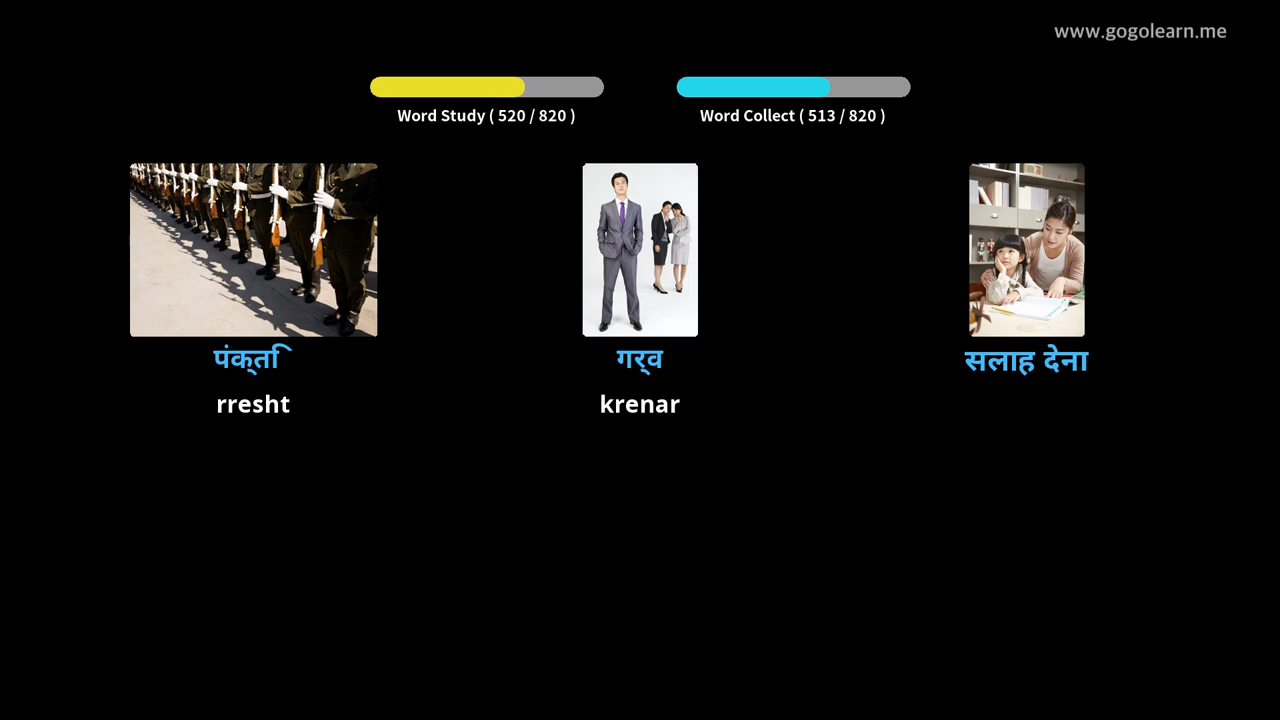 www.gogolearn.me
Word Study ( 520 / 820 )
Word Collect ( 513 / 820 )
पंक्ति
गर्व
सलाह देना
rresht
krenar